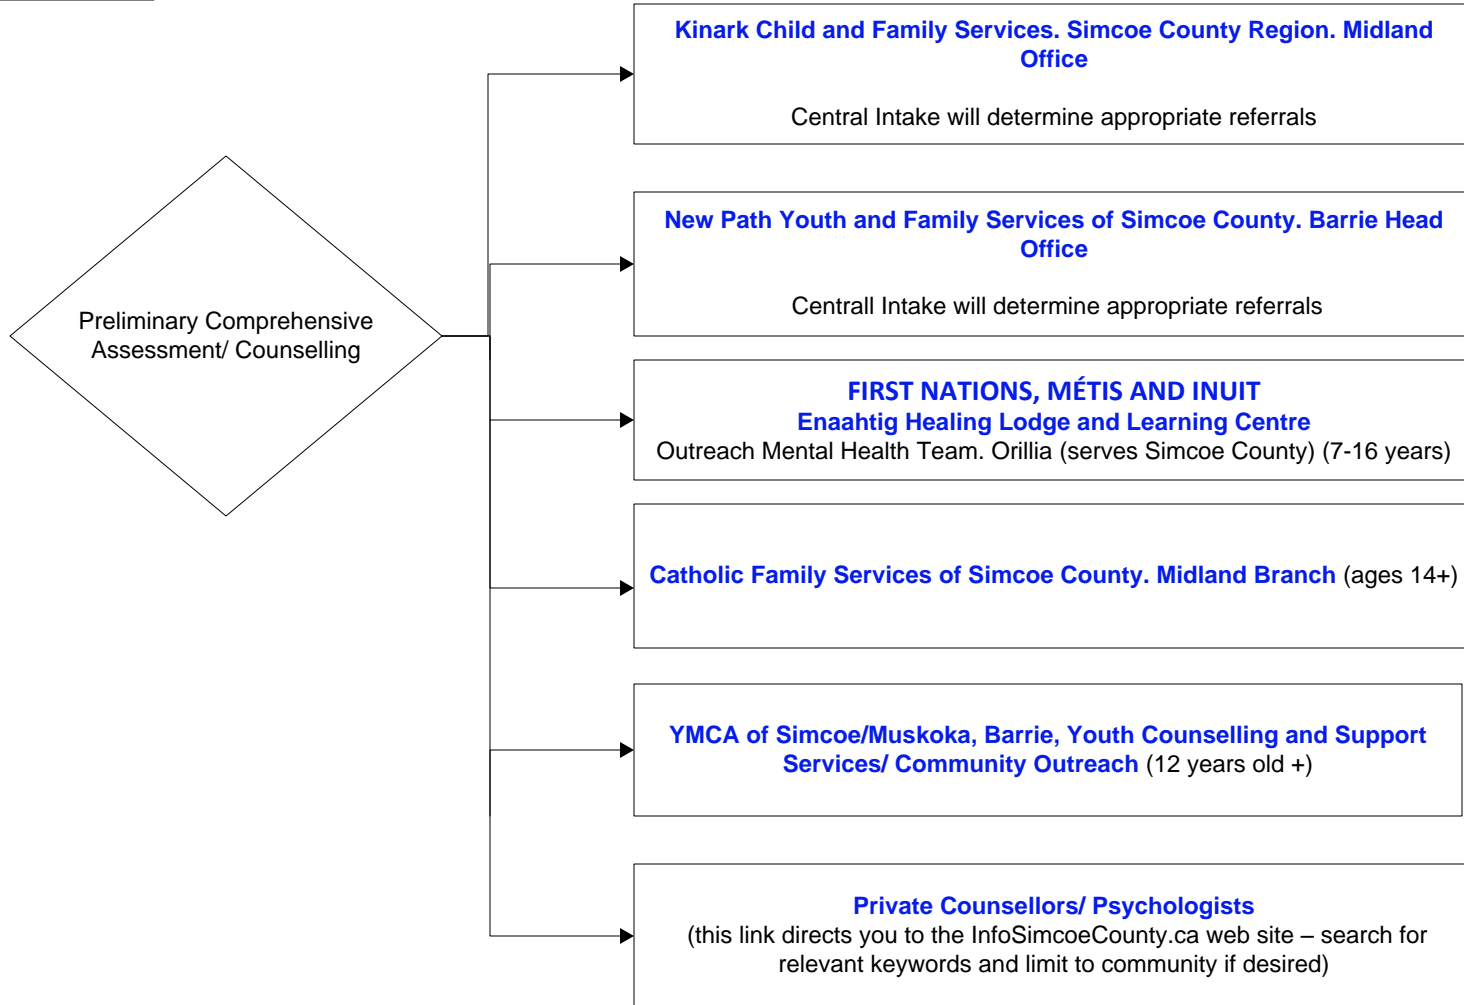 Preliminary Comprehensive
Assessment/ Counselling
Kinark Child and Family Services. Simcoe County Region. Midland
Office
Central Intake will determine appropriate referrals
New Path Youth and Family Services of Simcoe County. Barrie Head
Office
Centrall Intake will determine appropriate referrals
FIRST NATIONS, MÉTIS AND INUIT
Enaahtig Healing Lodge and Learning Centre
Outreach Mental Health Team. Orillia (serves Simcoe County) (7-16 years)
Catholic Family Services of Simcoe County. Midland Branch (ages 14+)
YMCA of Simcoe/Muskoka, Barrie, Youth Counselling and Support
Services/ Community Outreach (12 years old +)
Private Counsellors/ Psychologists
(this link directs you to the InfoSimcoeCounty.ca web site – search for
relevant keywords and limit to community if desired)